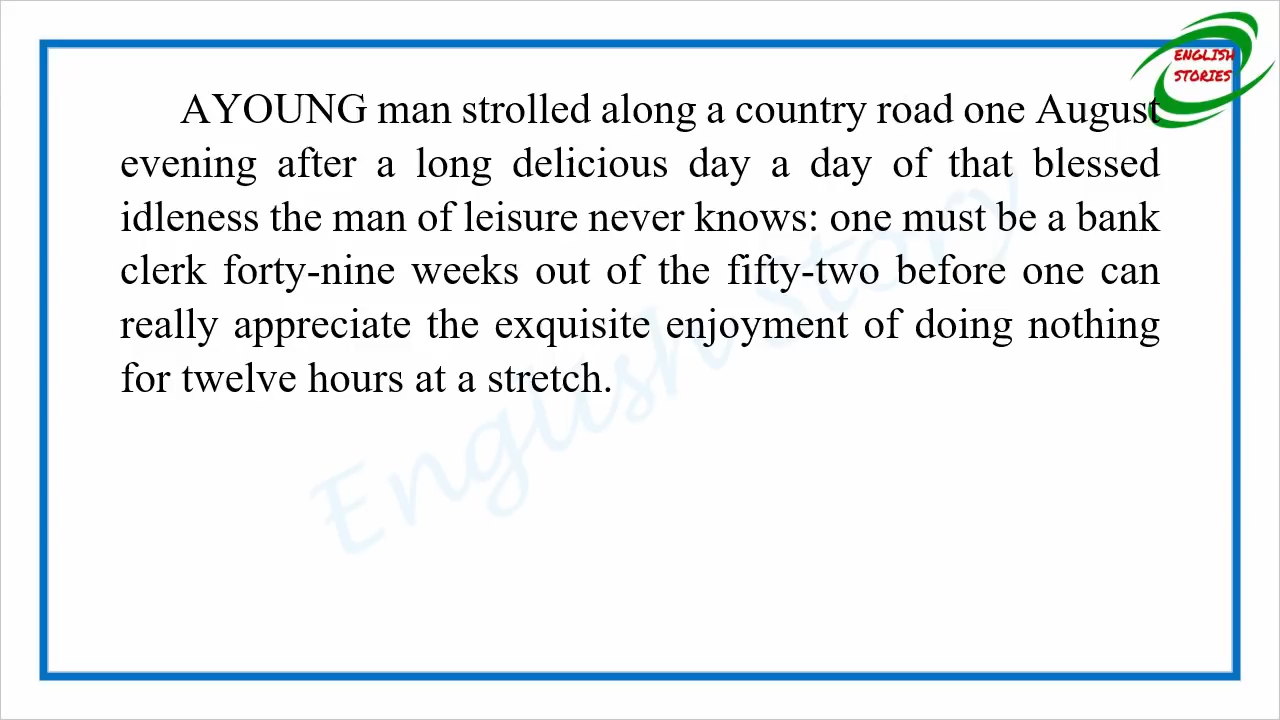 ENGLISH
STORIES
AYOUNG man strolled along a country road one August
evening after a long delicious day a day of that blessed
idleness the man of leisure never knows: one must be a bank
clerk forty-nine weeks out of the fifty-two before one can
really appreciate the exquisite enjoyment of doing nothing
for twelve hours at a stretch.
English Story